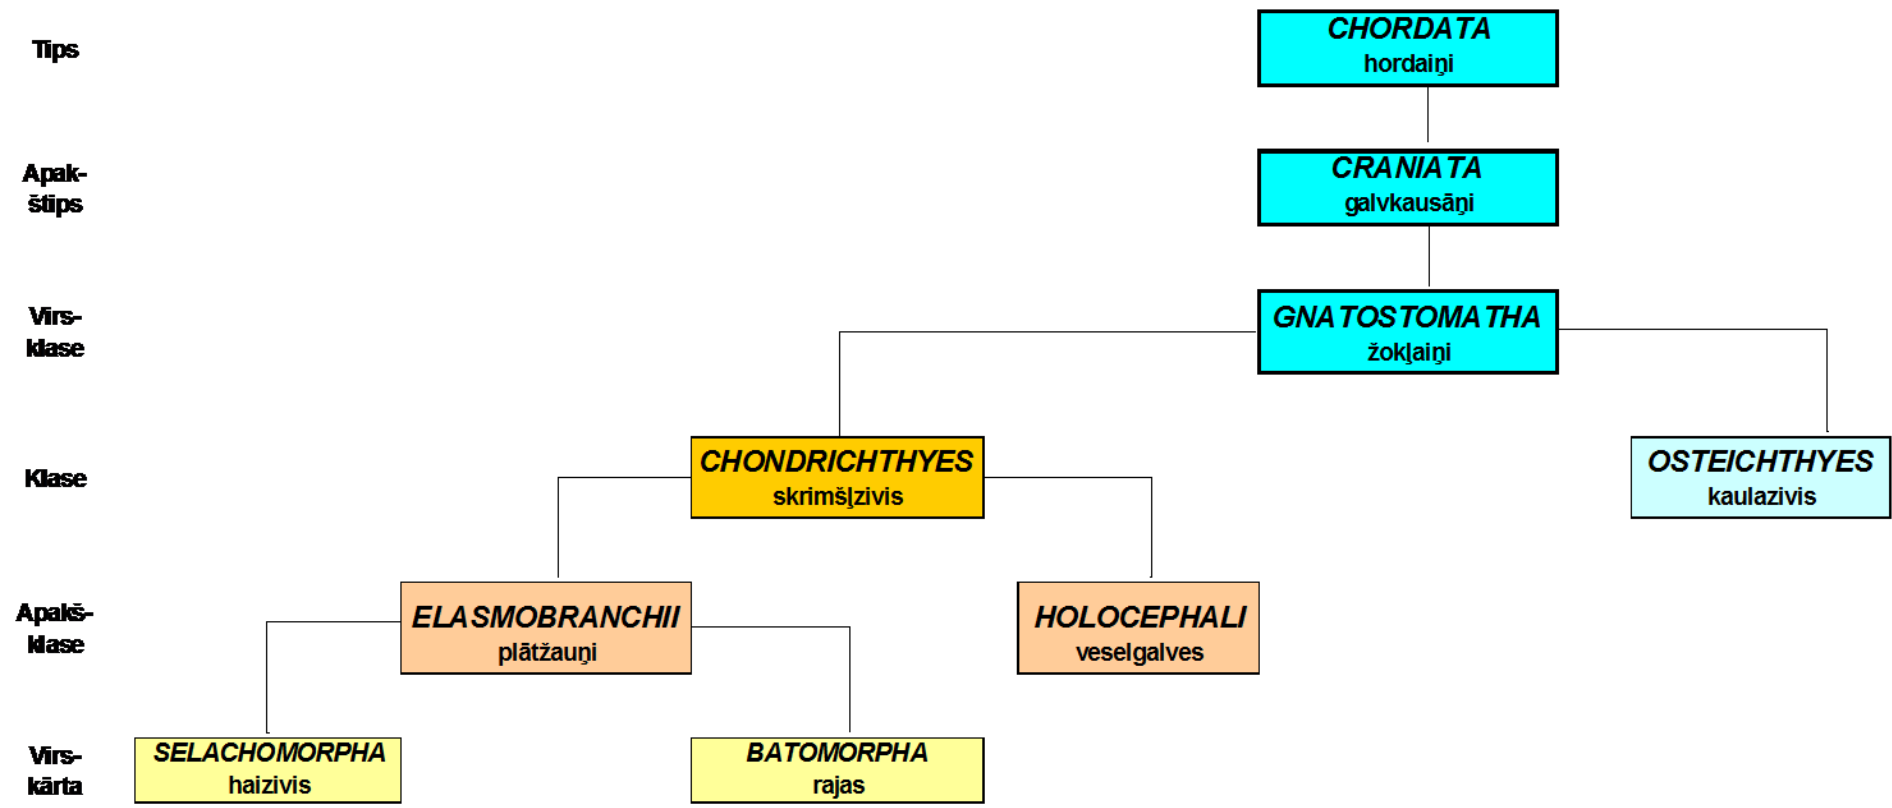 Tips
CHORDATA
hordaiņi
Apak-
štips
CRANIATA
galvkausāņi
Virs-
klase
GNATOSTOMATHA
žokļaiņi
Klase
CHONDRICHTHYES
skrimšļzivis
OSTEICHTHYES
kaulazivis
Apakš-
klase
ELASMOBRANCHII
plātžauņi
HOLOCEPHALI
veselgalves
Virs-
kārta
SELACHOMORPHA
haizivis
BATOMORPHA
rajas